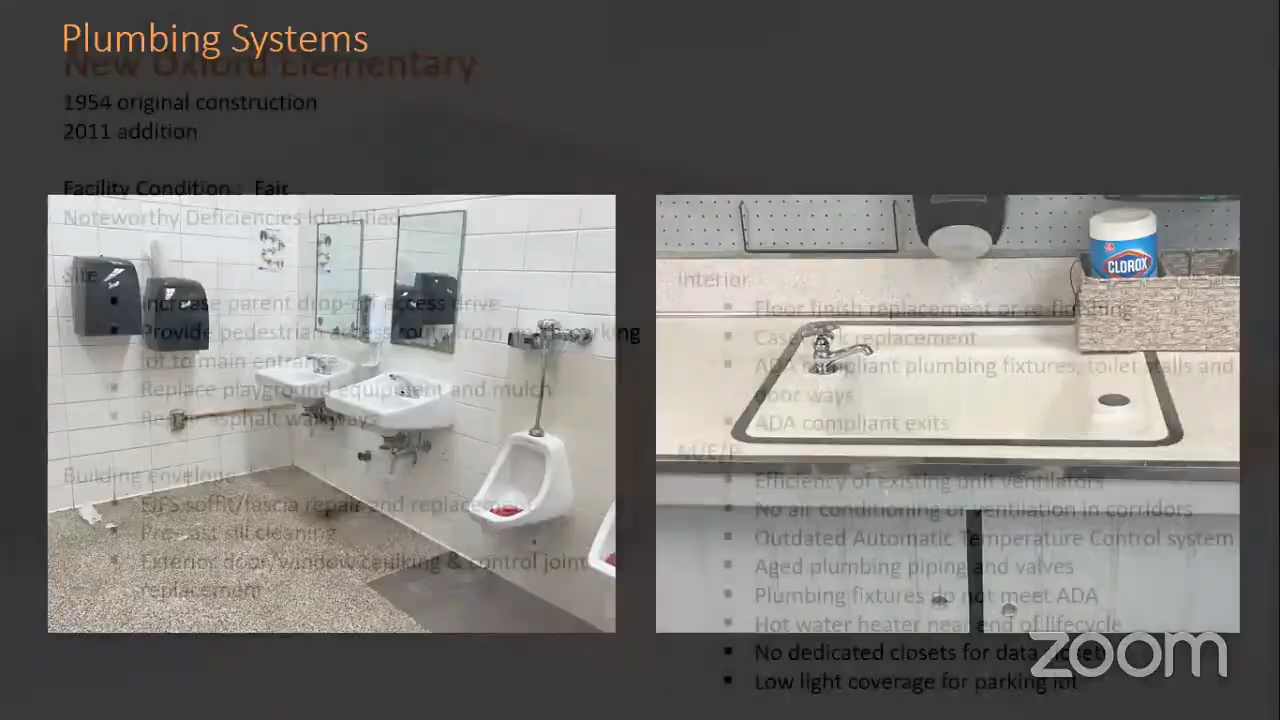 Plumbing Systems
New Oxford Elementary
1954 original construction
2011 addition
Facility Condition: Fair
Noteworthy Deficiencies Identified
Site
Increase parent drop-off access drive
Provide pedestrian access route from parking
lot to main entrance
Replace playground equipment and mulch
Repair asphalt walkways
Building envelope
EIFS soffit/fascia repair and replacement
Pre-cast sill cleaning
Exterior door, window caulking & control joint
replacement
Interior
Floor finish replacement or re-finishing
Casework replacement
ADA compliant plumbing fixtures, toilet stalls and
door ways
ADA compliant exits
M/E/P
Efficiency of existing unit ventilators
No air conditioning or ventilation in corridors
Outdated Automatic Temperature Control system
Aged plumbing piping and valves
Plumbing fixtures do not meet ADA
Hot water heater near end of lifecycle
No dedicated closets for data closets
Low light coverage for parking lot
CLOROX
zoom